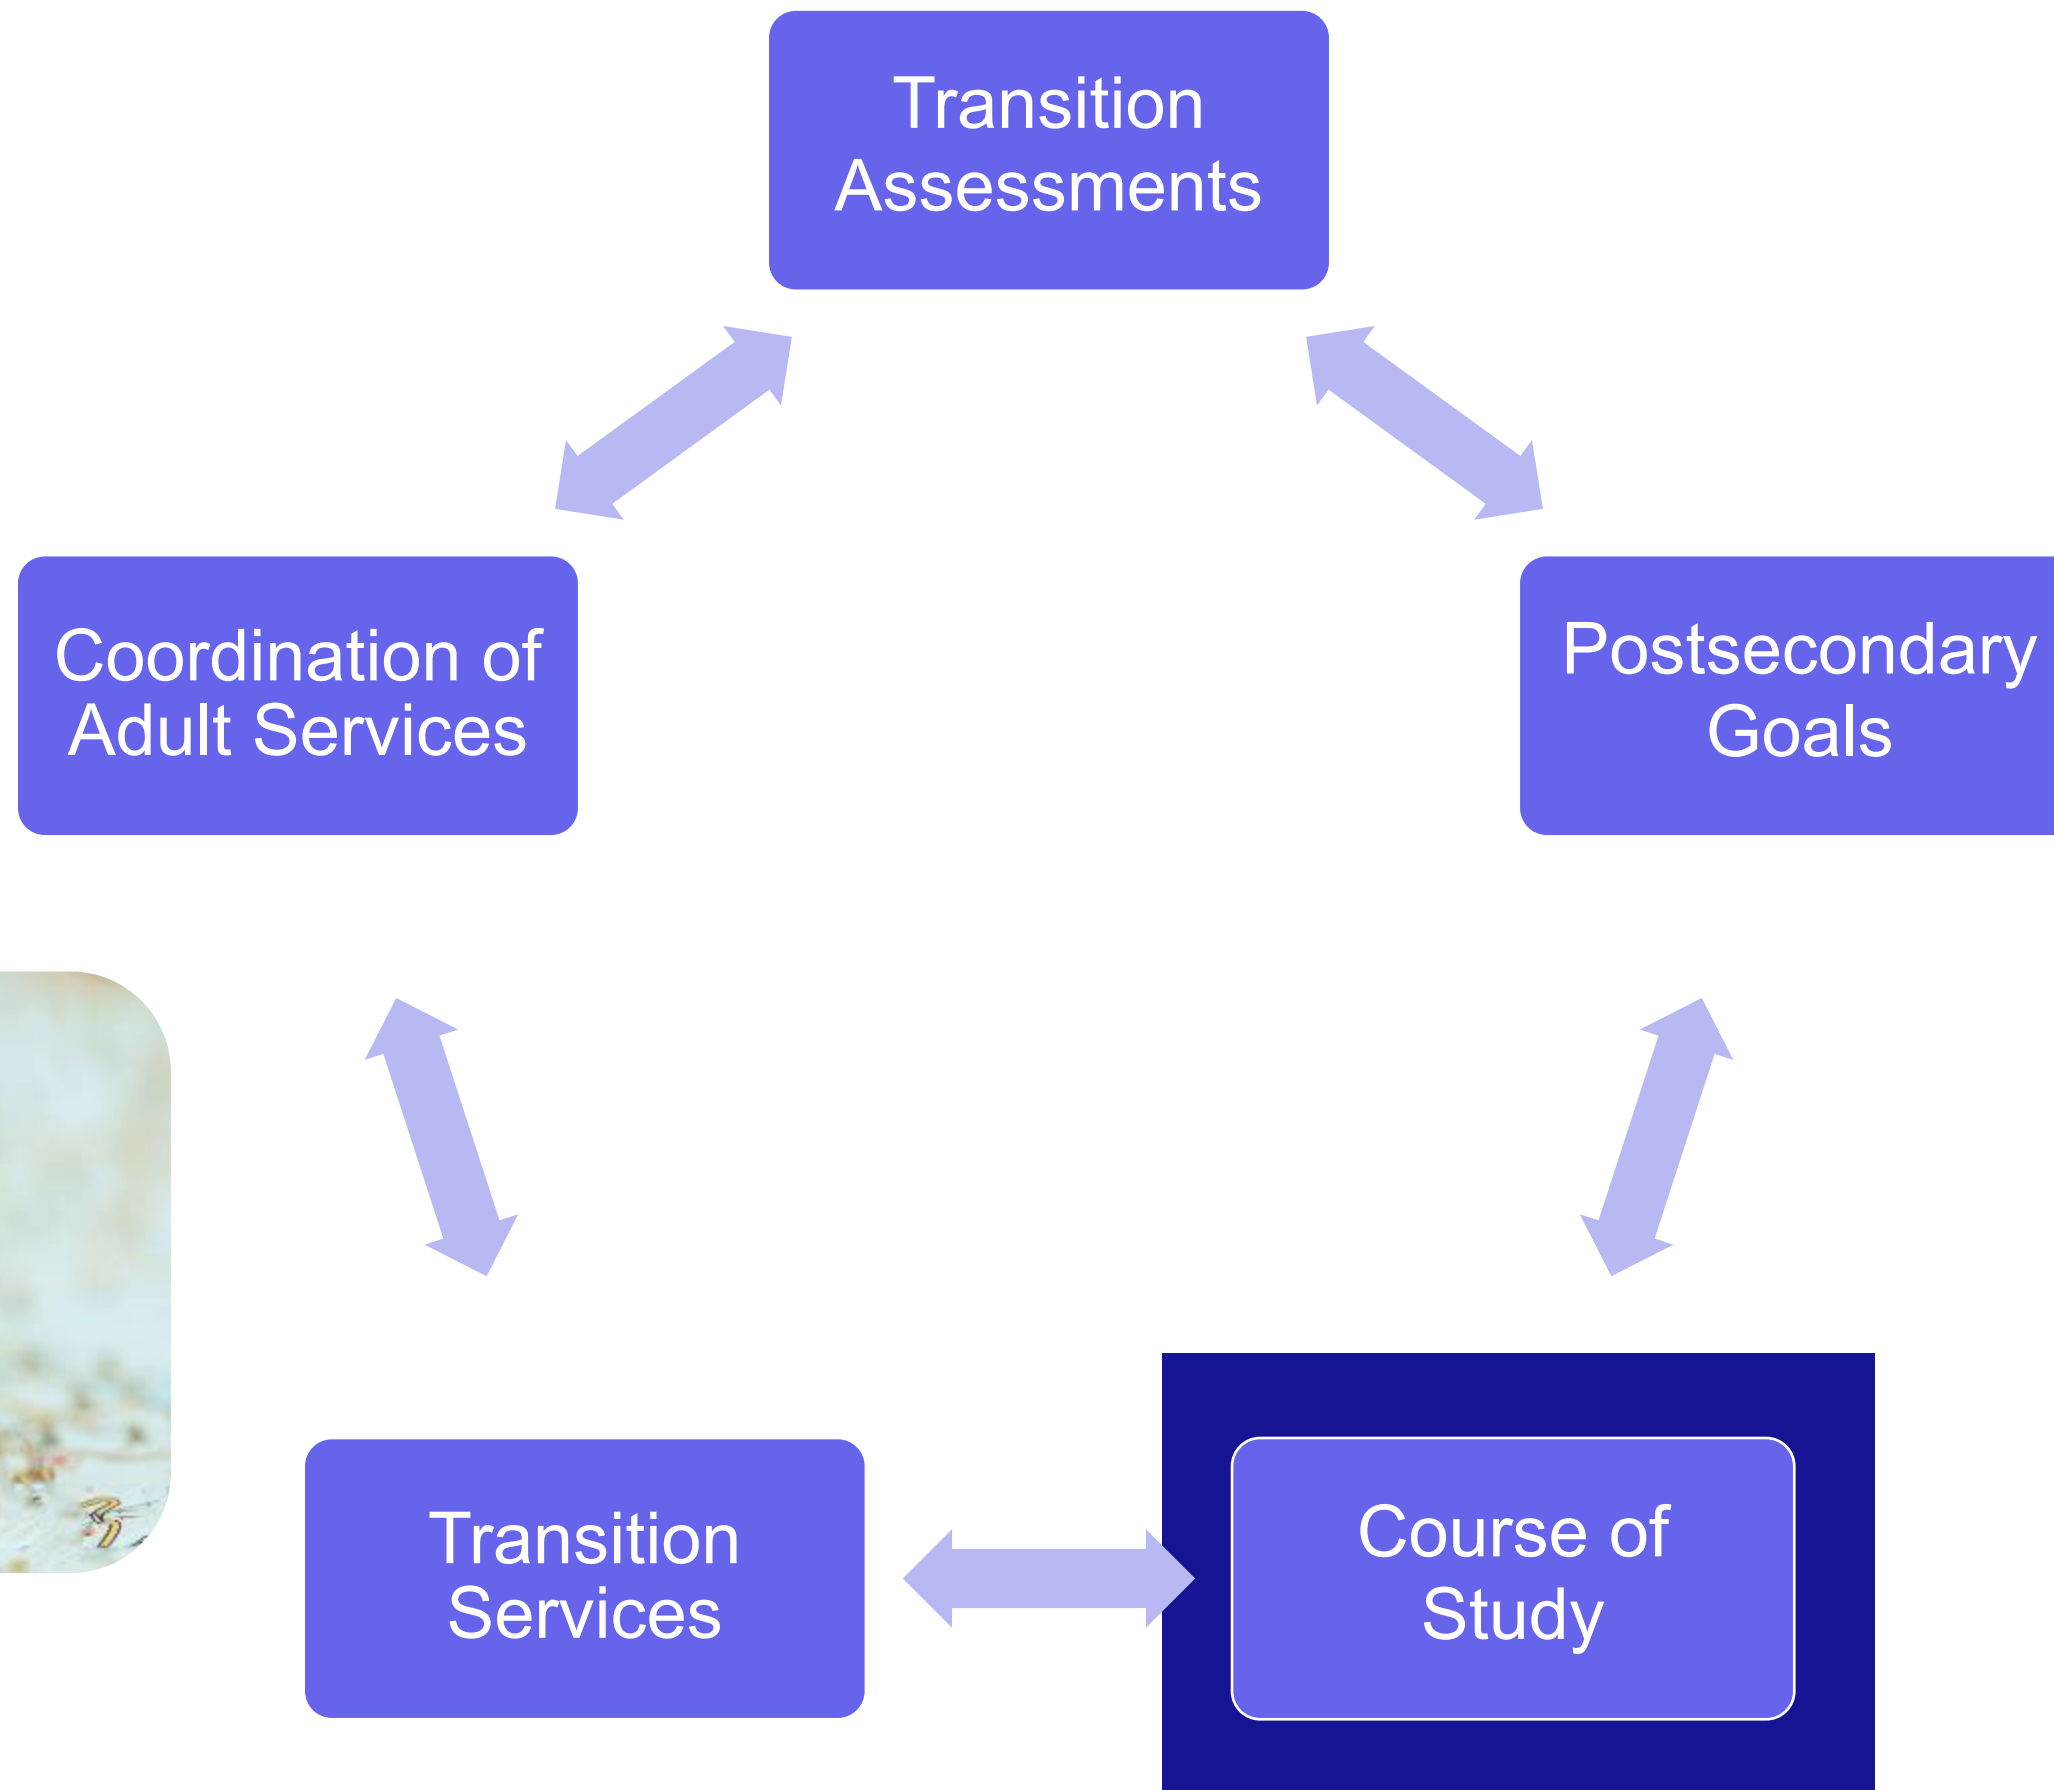 Transition
Assessments
Coordination of
Adult Services
Postsecondary
Goals
Transition
Services
Course of
Study